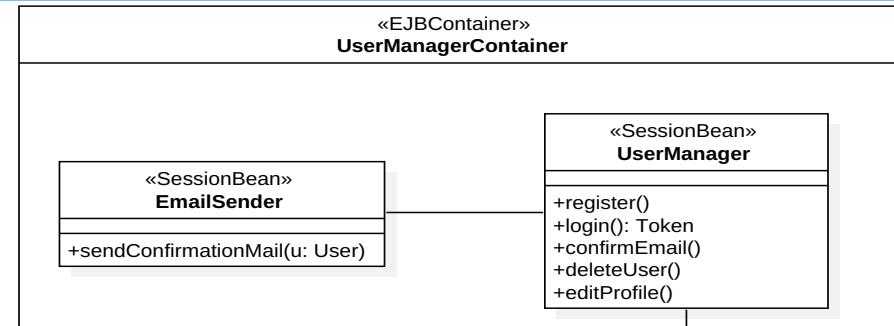 «EJBContainer»
UserManagerContainer
«SessionBean»
EmailSender
+sendConfirmationMail(u: User)
«SessionBean»
UserManager
+register()
+login(): Token
+confirmEmail()
+deleteUser()
+editProfile()